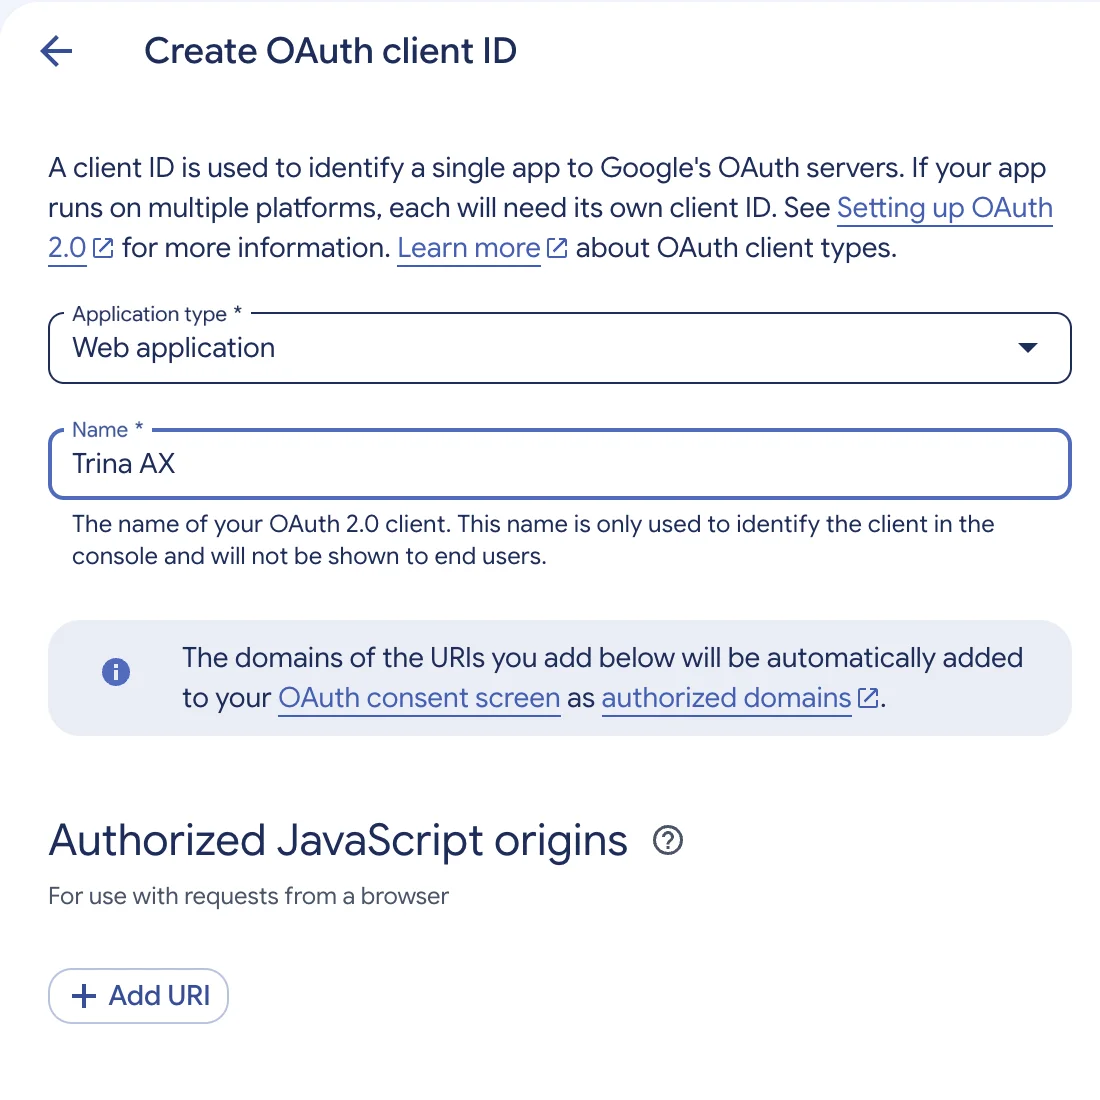 Create OAuth client ID
A client ID is used to identify a single app to Google's OAuth servers. If your app
runs on multiple platforms, each will need its own client ID. See Setting up OAuth
2.0 for more information. Learn more about OAuth client types.
Application type *
Web application
Name *
Trina AX
The name of your OAuth 2.0 client. This name is only used to identify the client in the
console and will not be shown to end users.
The domains of the URIs you add below will be automatically added
to your OAuth consent screen as authorized domains.
Authorized JavaScript origins
For use with requests from a browser
+ Add URI